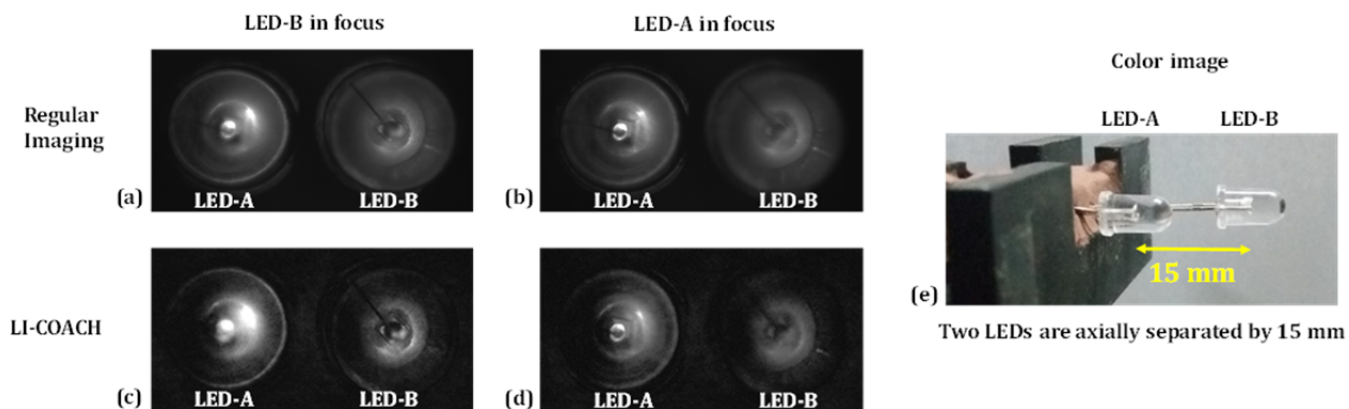 LED-B in focus
LED-A in focus
Color image
Regular
Imaging
LED-A
LED-B
(a)
LED-A
LED-B
(b)
LED-A
LED-B
LI-COACH
(c)
LED-A
LED-B
(d)
LED-A
LED-B
15 mm
(e)
Two LEDs are axially separated by 15 mm